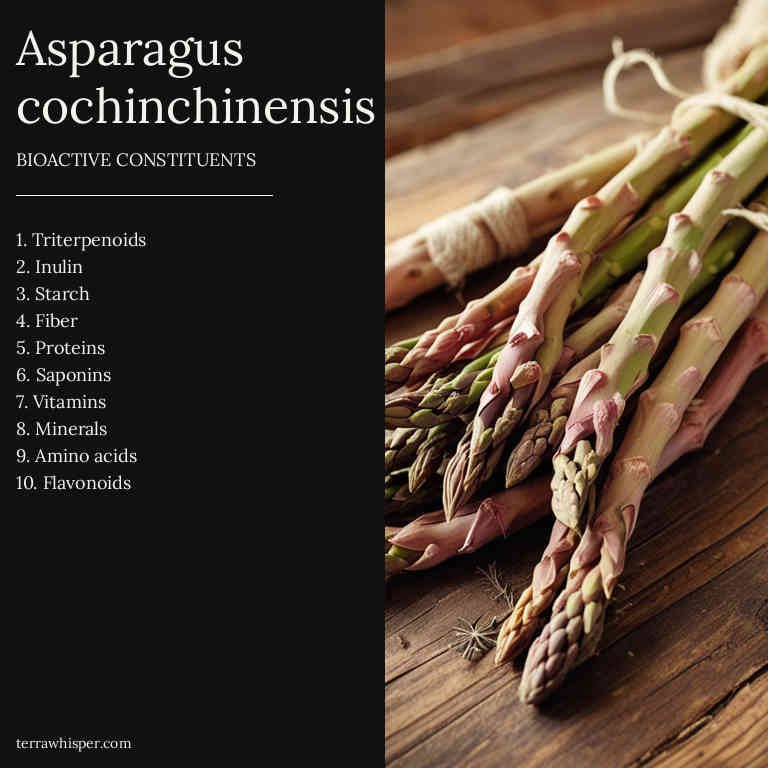 Asparagus
cochinchinensis
BIOACTIVE CONSTITUENTS
1. Triterpenoids
2. Inulin
3. Starch
4. Fiber
5. Proteins
6. Saponins
7. Vitamins
8. Minerals
9. Amino acids
10. Flavonoids
terrawhisper.com